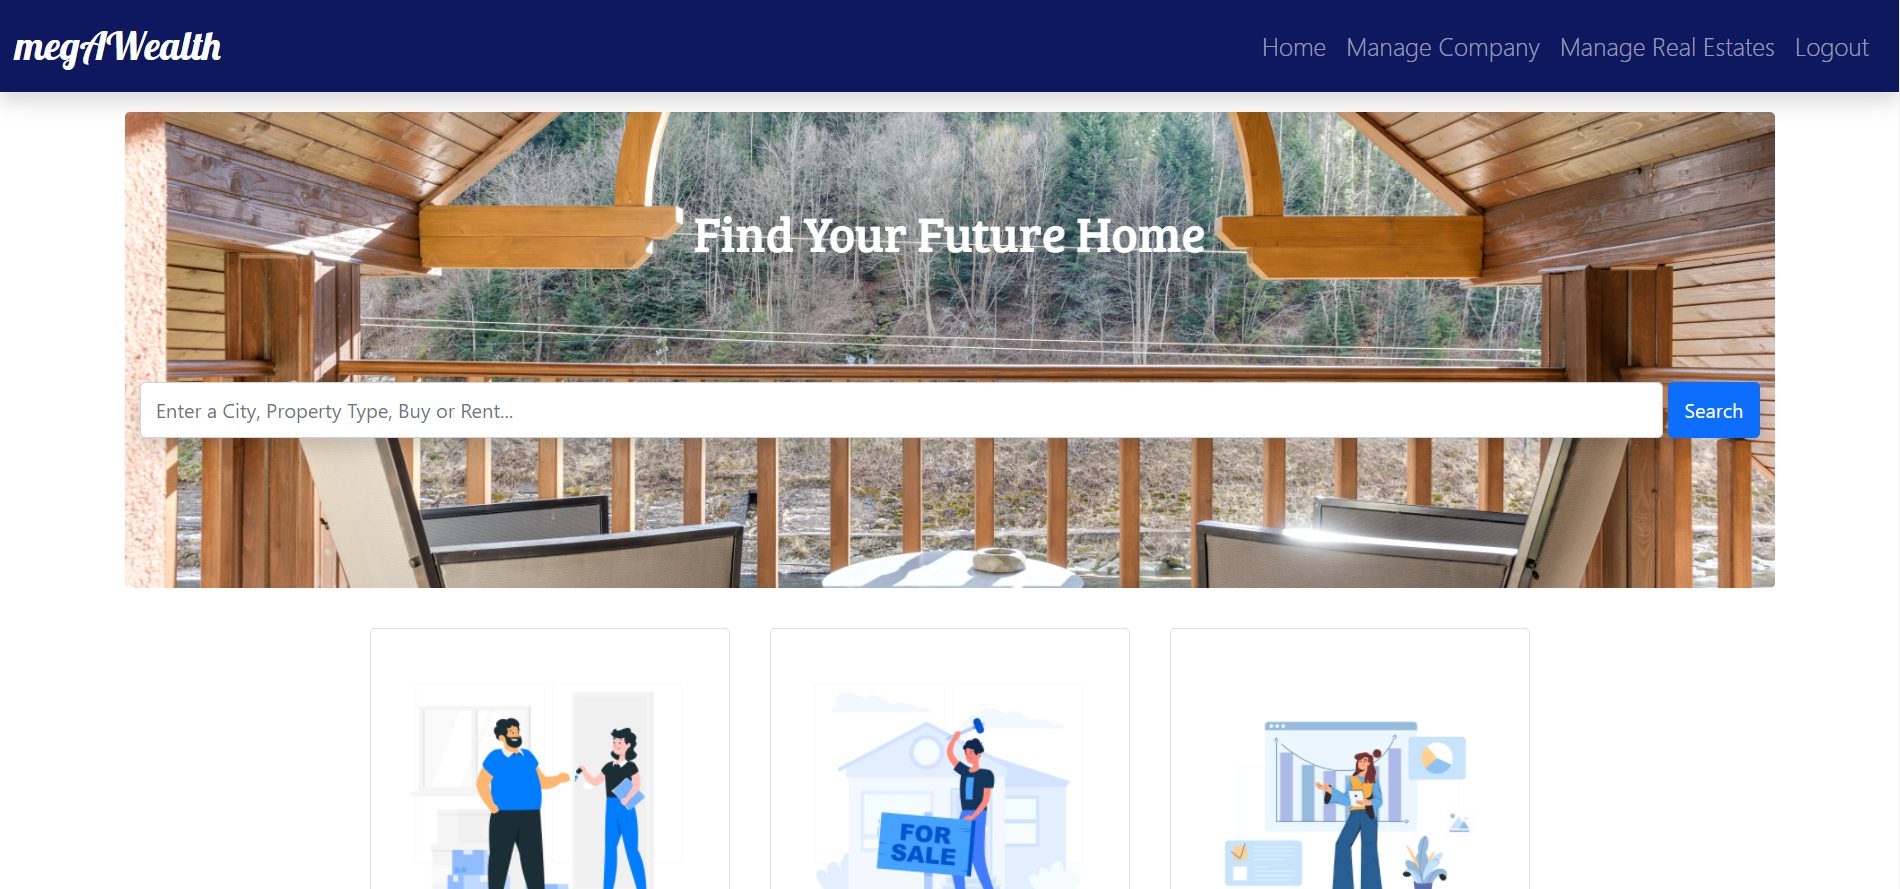 megAWealth
Home Manage Company Manage Real Estates Logout
Find Your Future Home
Enter a City, Property Type, Buy or Rent...
Search
FOR
SALE